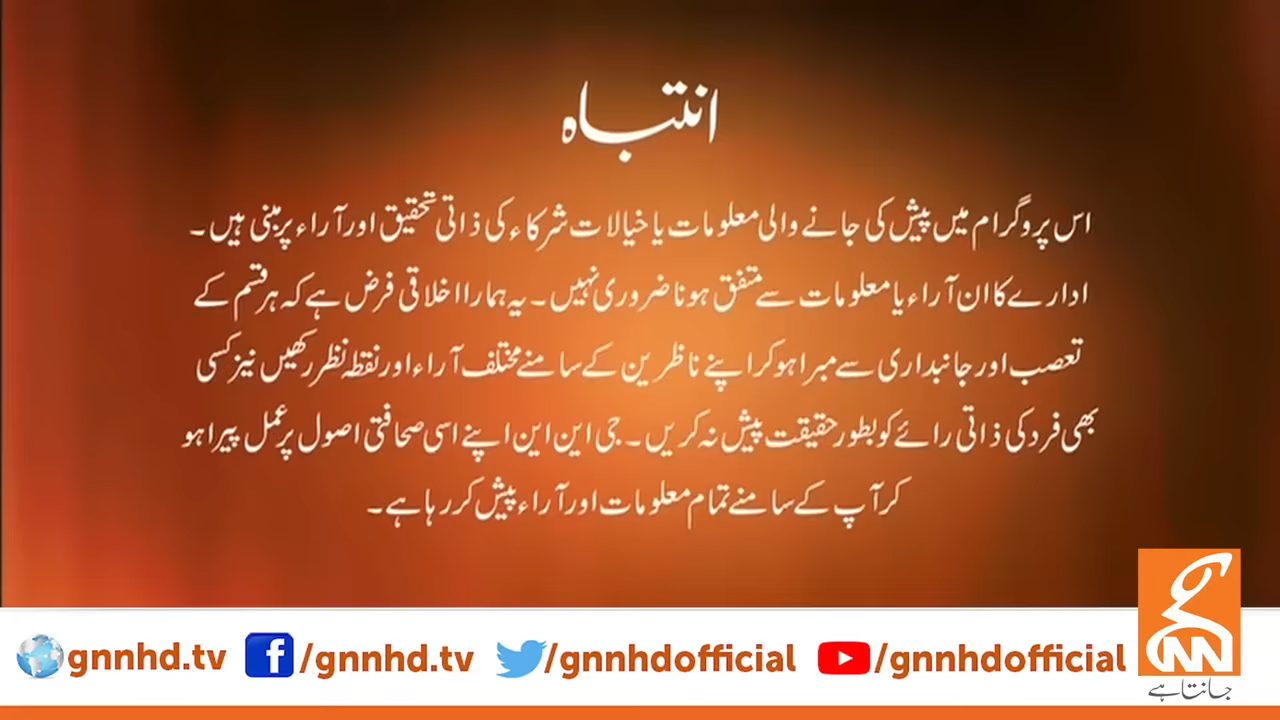 انتباہ
اس پروگرام میں پیش کی جانے والی معلومات یا خیالات شرکاء کی ذاتی تحقیق اور آراء پر مبنی ہیں۔
ادارے کا ان آراء یا معلومات سے متفق ہونا ضروری نہیں۔ یہ ہمارا اخلاقی فرض ہے کہ ہر قسم کے
تعصب اور جانبداری سے مبرا ہو کر اپنے ناظرین کے سامنے مختلف آراء اور نقطہ نظر رکھیں نیز کسی
بھی فرد کی ذاتی رائے کو بطور حقیقت پیش نہ کریں۔ جی این این اپنے اسی صحافتی اصول پر عمل پیرا ہو
کر آپ کے سامنے تمام معلومات اور آراء پیش کر رہا ہے۔
gnnhd.tv /gnnhd.tv /gnnhdofficial /gnnhdofficial
GNN
جانتا ہے